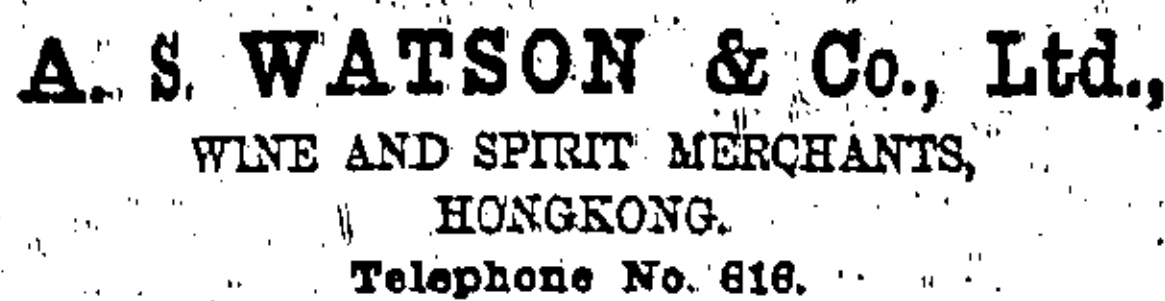 A. S. WATSON & Co., Ltd.,
WINE AND SPIRIT MERCHANTS,
HONGKONG.
Telephone No. 616.